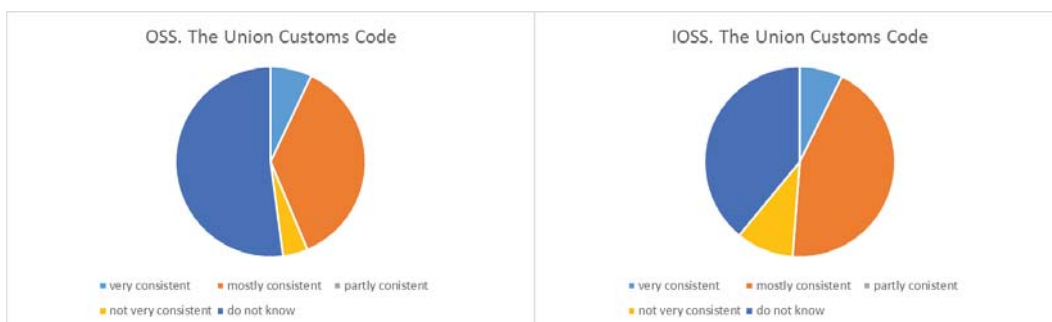 OSS. The Union Customs Code
very consistent mostly consistent partly conistent
not very consistent do not know
IOSS. The Union Customs Code
very consistent mostly consistent partly conistent
not very consistent do not know